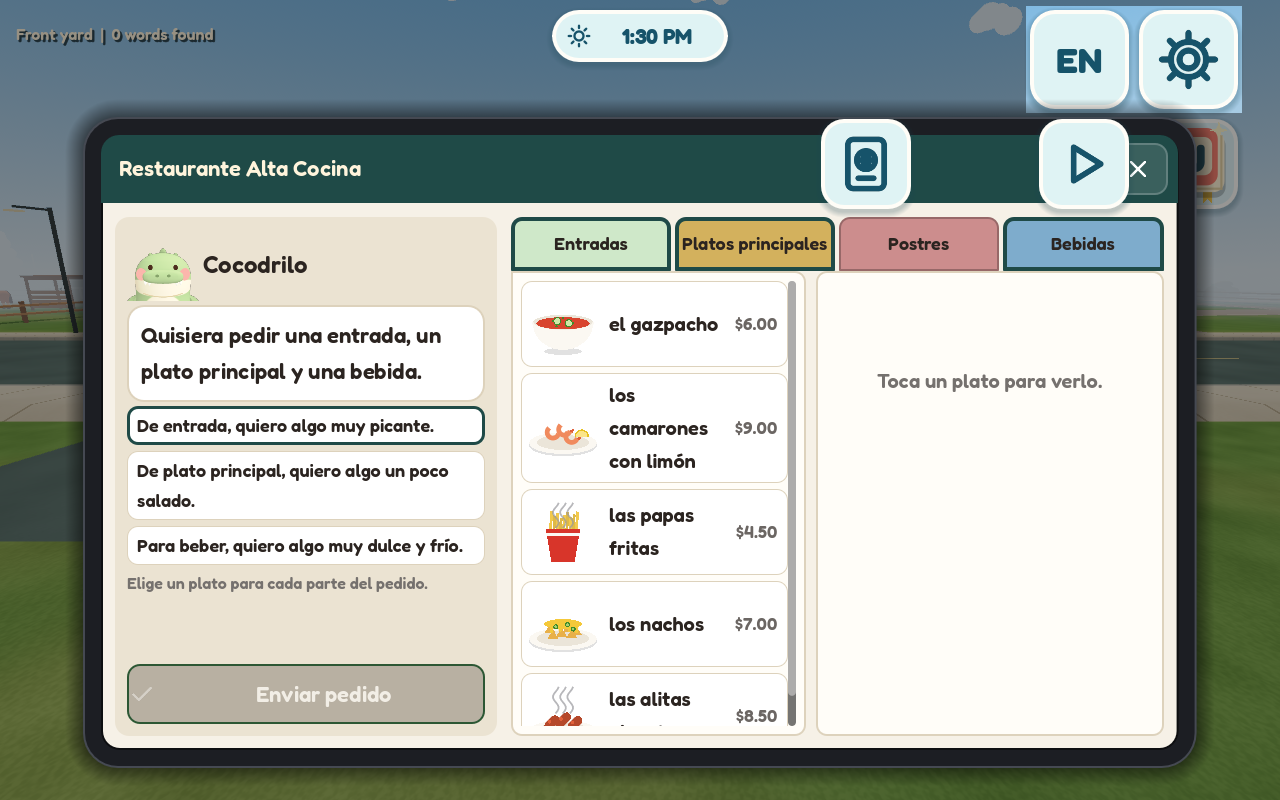 Front yard | 0 words found
1:30 PM
EN
Restaurante Alta Cocina
Cocodrilo
Quisiera pedir una entrada, un
plato principal y una bebida.
De entrada, quiero algo muy picante.
De plato principal, quiero algo un poco
salado.
Para beber, quiero algo muy dulce y frío.
Elige un plato para cada parte del pedido.
Enviar pedido
Entradas
Platos principales
Postres
Bebidas
el gazpacho
$6.00
los
camarones
con limón
$9.00
las papas
fritas
$4.50
los nachos
$7.00
las alitas
$8.50
Toca un plato para verlo.